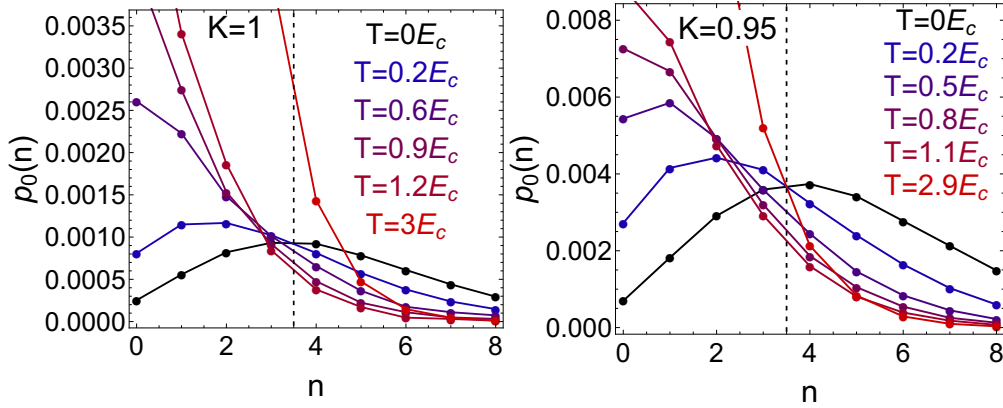 K=1
T=0E_c
T=0.2E_c
T=0.6E_c
T=0.9E_c
T=1.2E_c
T=3E_c
p_0(n)
0.0035
0.0030
0.0025
0.0020
0.0015
0.0010
0.0005
0.0000
0 2 4 6 8
n
K=0.95
T=0E_c
T=0.2E_c
T=0.5E_c
T=0.8E_c
T=1.1E_c
T=2.9E_c
p_0(n)
0.008
0.006
0.004
0.002
0.000
0 2 4 6 8
n